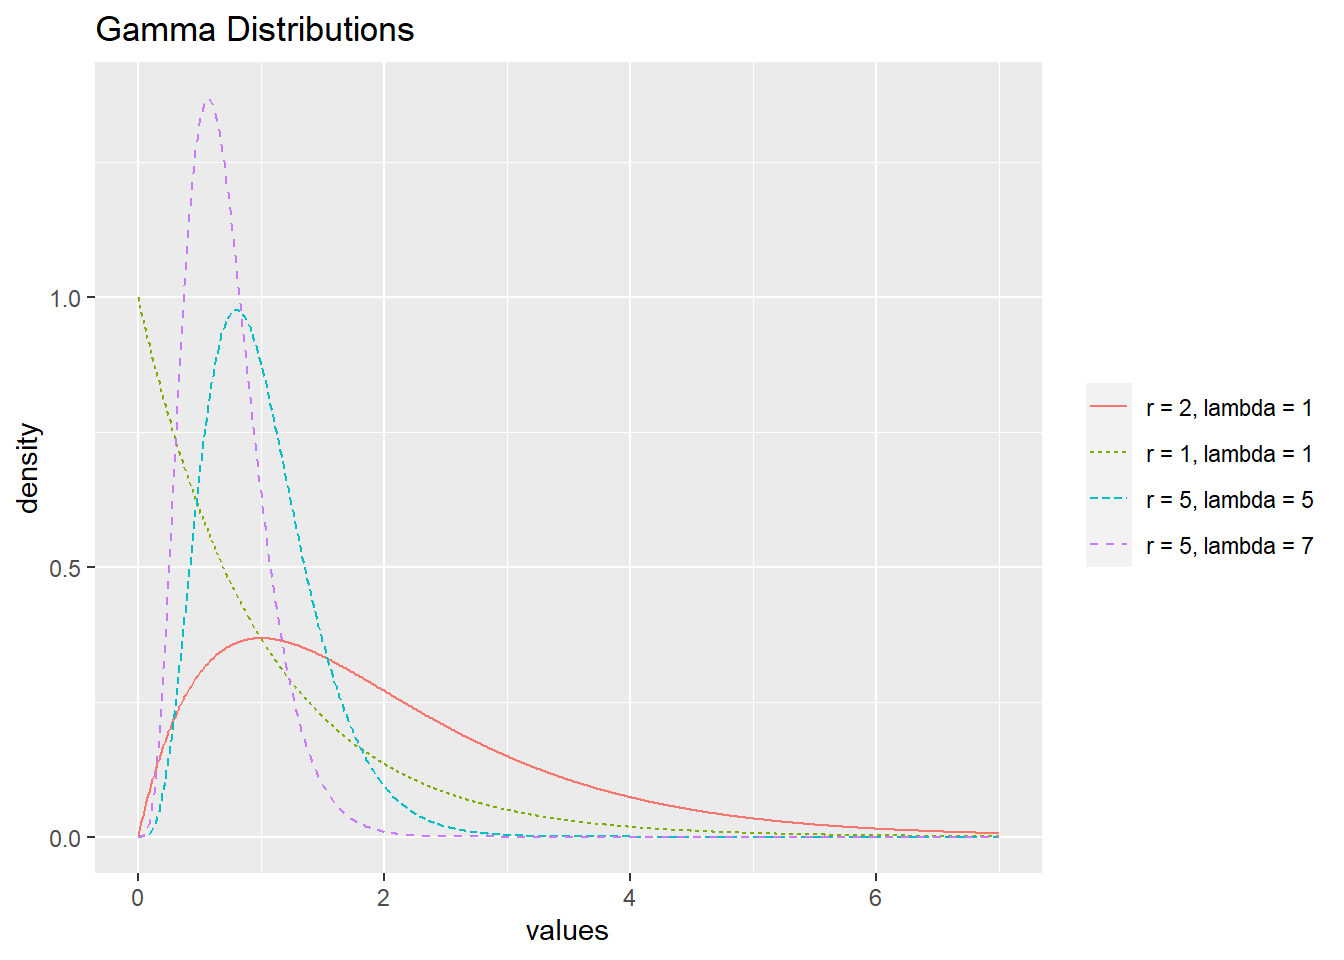 Gamma Distributions
density
1.0
0.5
0.0
0 2 4 6
values
r = 2, lambda = 1
r = 1, lambda = 1
r = 5, lambda = 5
r = 5, lambda = 7